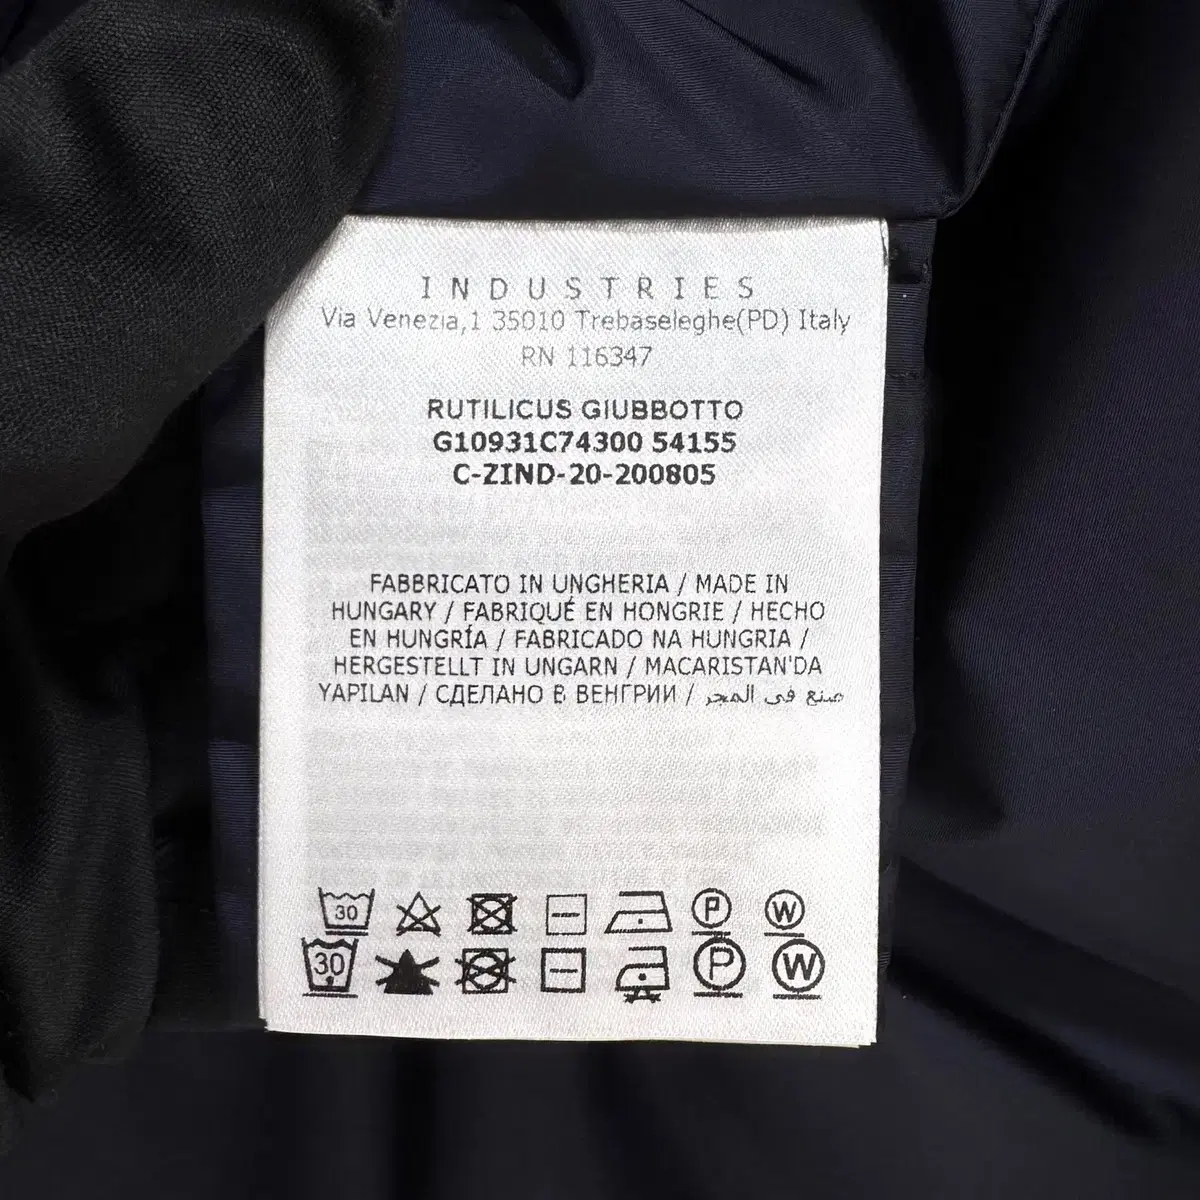 INDUSTRIES
Via Venezia,1 35010 Trebaseleghe(PD) Italy
RN 116347
RUTILICUS GIUBBOTTO
G10931C74300 54155
C-ZIND-20-200805
FABBRICATO IN UNGHERIA / MADE IN
HUNGARY / FABRIQUÉ EN HONGRIE / HECHO
EN HUNGRÍA / FABRICADO NA HUNGRIA /
HERGESTELLT IN UNGARN / MACARISTAN'DA
YAPILAN / СДЕЛАНО В ВЕНГРИИ / صنع في المجر
30 P W
30 P W